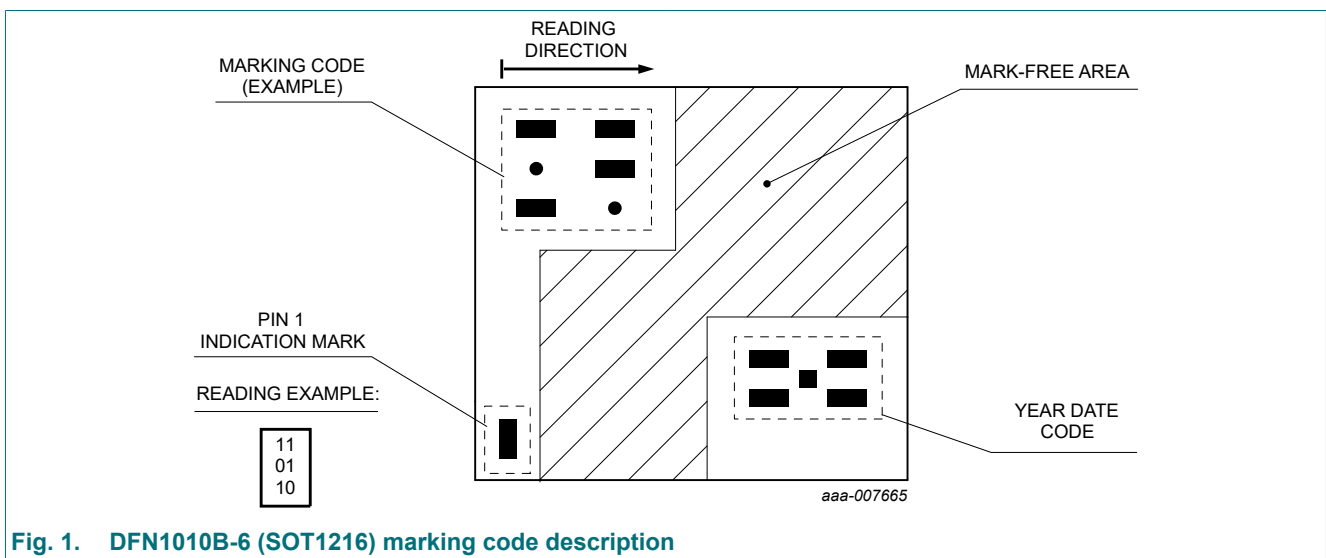 READING
DIRECTION
MARKING CODE
(EXAMPLE)
MARK-FREE AREA
PIN 1
INDICATION MARK
READING EXAMPLE:
11
01
10
YEAR DATE
CODE
aaa-007665
Fig. 1. DFN1010B-6 (SOT1216) marking code description